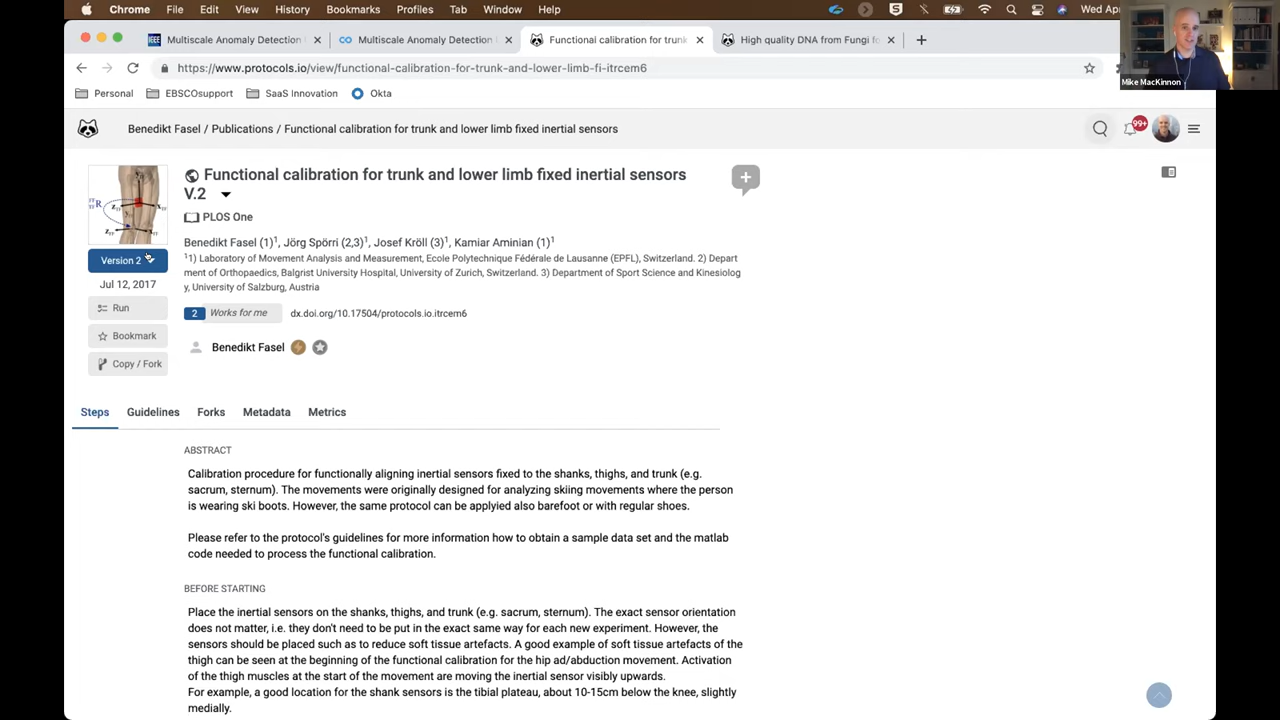 Chrome File Edit View History Bookmarks Profiles Tab Window Help Wed Ap
Multiscale Anomaly Detection Multiscale Anomaly Detection Functional calibration for trunk High quality DNA from Fungi fo
https://www.protocols.io/view/functional-calibration-for-trunk-and-lower-limb-fi-itrcem6
Mike MacKinnon
Personal EBSCOsupport SaaS Innovation Okta
Benedikt Fasel / Publications / Functional calibration for trunk and lower limb fixed inertial sensors
99+
Functional calibration for trunk and lower limb fixed inertial sensors
V.2
PLOS One
Benedikt Fasel (1)¹, Jörg Spörri (2,3)¹, Josef Kröll (3)¹, Kamiar Aminian (1)¹
¹1) Laboratory of Movement Analysis and Measurement, Ecole Polytechnique Fédérale de Lausanne (EPFL), Switzerland. 2) Depart
ment of Orthopaedics, Balgrist University Hospital, University of Zurich, Switzerland. 3) Department of Sport Science and Kinesiolog
y, University of Salzburg, Austria
Version 2
Jul 12, 2017
Run
Bookmark
Copy / Fork
2 Works for me dx.doi.org/10.17504/protocols.io.itrcem6
Benedikt Fasel
Steps Guidelines Forks Metadata Metrics
ABSTRACT
Calibration procedure for functionally aligning inertial sensors fixed to the shanks, thighs, and trunk (e.g.
sacrum, sternum). The movements were originally designed for analyzing skiing movements where the person
is wearing ski boots. However, the same protocol can be applyied also barefoot or with regular shoes.
Please refer to the protocol's guidelines for more information how to obtain a sample data set and the matlab
code needed to process the functional calibration.
BEFORE STARTING
Place the inertial sensors on the shanks, thighs, and trunk (e.g. sacrum, sternum). The exact sensor orientation
does not matter, i.e. they don't need to be put in the exact same way for each new experiment. However, the
sensors should be placed such as to reduce soft tissue artefacts. A good example of soft tissue artefacts of the
thigh can be seen at the beginning of the functional calibration for the hip ad/abduction movement. Activation
of the thigh muscles at the start of the movement are moving the inertial sensor visibly upwards.
For example, a good location for the shank sensors is the tibial plateau, about 10-15cm below the knee, slightly
medially.